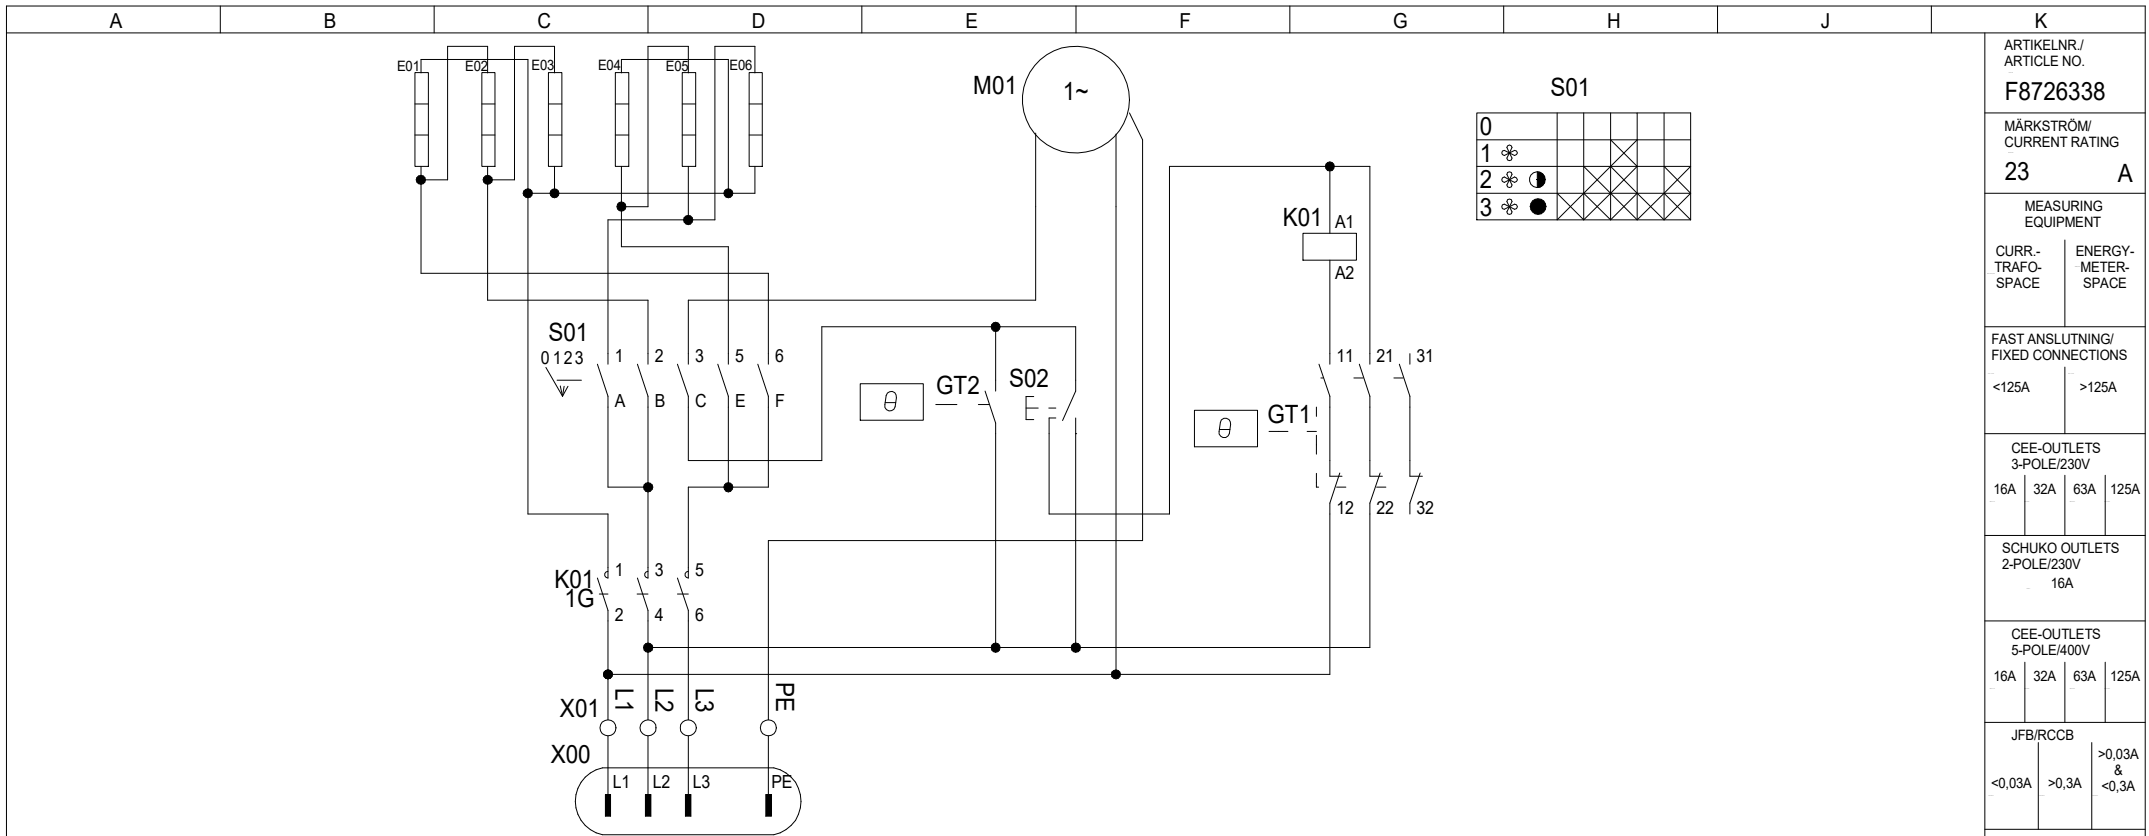 A B C D E F G H J K
E01 E02 E03 E04 E05 E06
M01 1~
S01
0
1
2
3
ARTIKELNR./
ARTICLE NO.
F8726338
MÄRKSTRÖM/
CURRENT RATING
23 A
MEASURING
EQUIPMENT
CURR.-
TRAFO-
SPACE
ENERGY-
METER-
SPACE
FAST ANSLUTNING/
FIXED CONNECTIONS
<125A >125A
CEE-OUTLETS
3-POLE/230V
16A 32A 63A 125A
SCHUKO OUTLETS
2-POLE/230V
16A
CEE-OUTLETS
5-POLE/400V
16A 32A 63A 125A
JFB/RCCB
<0,03A >0,3A
>0,03A
&
<0,3A
K01 A1
A2
S01
0 1 2 3
1 2 3 5 6
A B C E F
GT2 S02
θ
11 21 31
GT1
θ
12 22 32
K01
1G
1 3 5
2 4 6
X01 L1 L2 L3 PE
X00
L1 L2 L3 PE